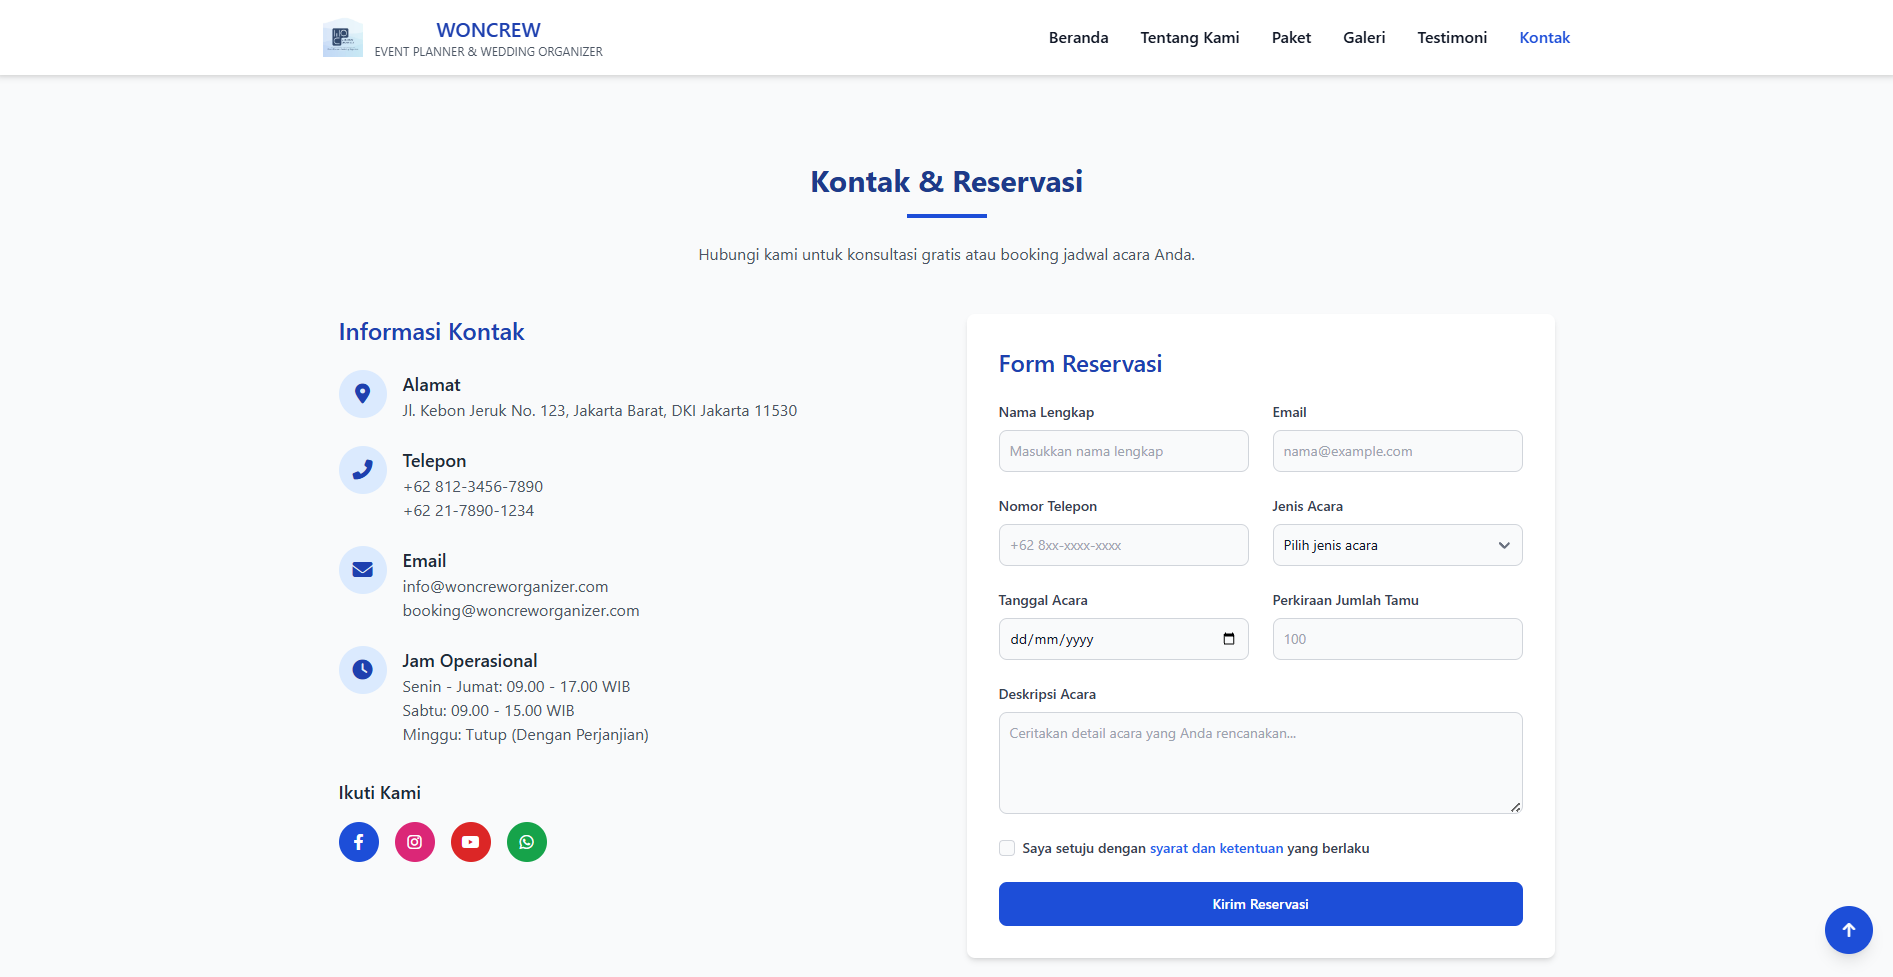 WONCREW
EVENT PLANNER & WEDDING ORGANIZER
Beranda
Tentang Kami
Paket
Galeri
Testimoni
Kontak
Kontak & Reservasi
Hubungi kami untuk konsultasi gratis atau booking jadwal acara Anda.
Informasi Kontak
Alamat
Jl. Kebon Jeruk No. 123, Jakarta Barat, DKI Jakarta 11530
Telepon
+62 812-3456-7890
+62 21-7890-1234
Email
info@woncreworganizer.com
booking@woncreworganizer.com
Jam Operasional
Senin - Jumat: 09.00 - 17.00 WIB
Sabtu: 09.00 - 15.00 WIB
Minggu: Tutup (Dengan Perjanjian)
Ikuti Kami
Form Reservasi
Nama Lengkap
Masukkan nama lengkap
Email
nama@example.com
Nomor Telepon
+62 8xx-xxxx-xxxx
Jenis Acara
Pilih jenis acara
Tanggal Acara
dd/mm/yyyy
Perkiraan Jumlah Tamu
100
Deskripsi Acara
Ceritakan detail acara yang Anda rencanakan...
Saya setuju dengan syarat dan ketentuan yang berlaku
Kirim Reservasi